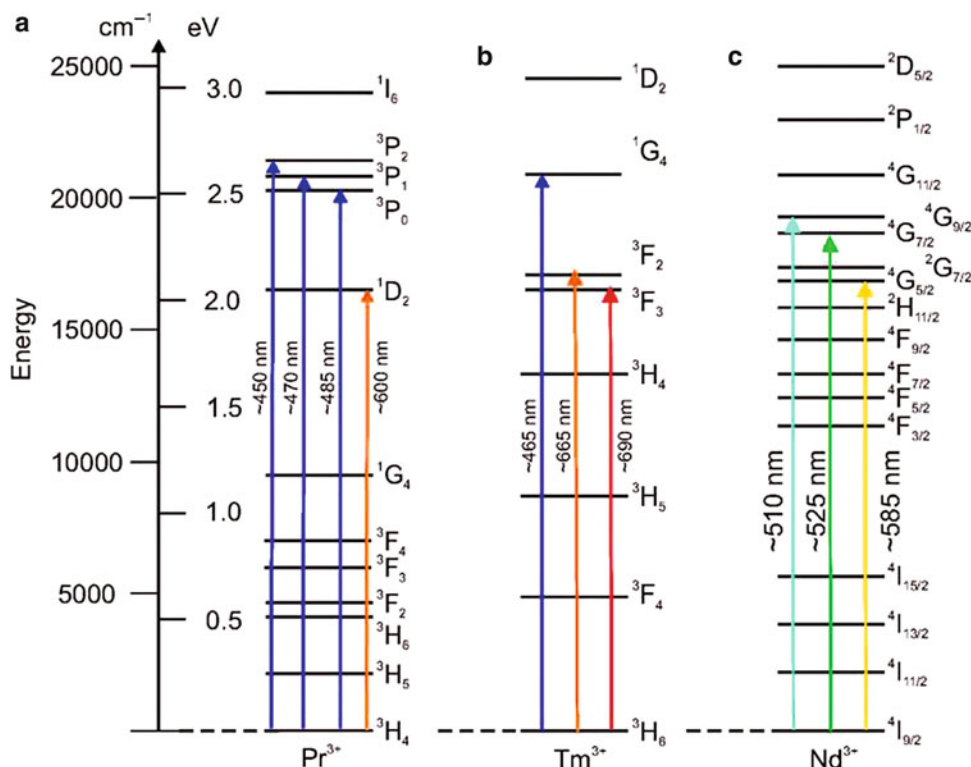 a
cm⁻¹ eV
25000
20000
15000
10000
5000
3.0
2.5
2.0
1.5
1.0
0.5
Energy
¹I₆
³P₂
³P₁
³P₀
¹D₂
¹G₄
³F₄
³F₃
³F₂
³H₆
³H₅
³H₄
~450 nm
~470 nm
~485 nm
~600 nm
Pr³⁺
b
¹D₂
¹G₄
³F₂
³F₃
³H₄
³H₅
³F₄
³H₆
~465 nm
~665 nm
~690 nm
Tm³⁺
c
²D₅/₂
²P₁/₂
⁴G₁₁/₂
⁴G₉/₂
⁴G₇/₂
²G₇/₂
⁴G₅/₂
²H₁₁/₂
⁴F₉/₂
⁴F₇/₂
⁴F₅/₂
⁴F₃/₂
⁴I₁₅/₂
⁴I₁₃/₂
⁴I₁₁/₂
⁴I₉/₂
~510 nm
~525 nm
~585 nm
Nd³⁺